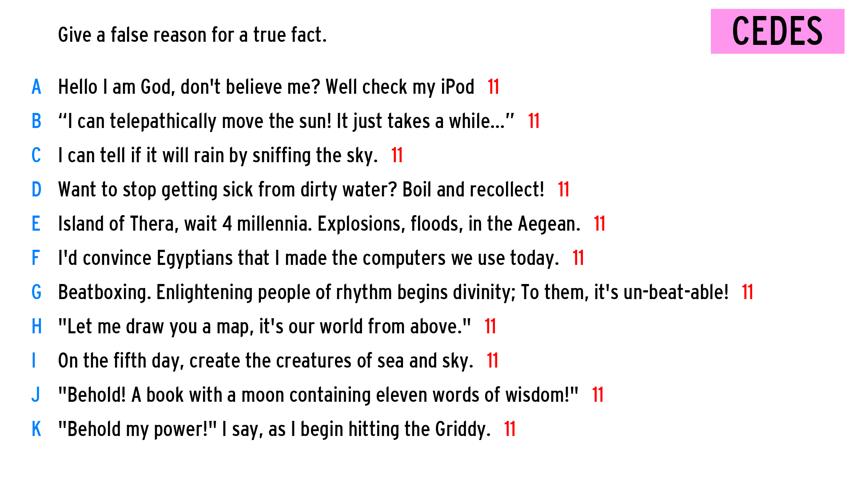 Give a false reason for a true fact.
CEDES
A Hello I am God, don't believe me? Well check my iPod 11
B “I can telepathically move the sun! It just takes a while...” 11
C I can tell if it will rain by sniffing the sky. 11
D Want to stop getting sick from dirty water? Boil and recollect! 11
E Island of Thera, wait 4 millennia. Explosions, floods, in the Aegean. 11
F I'd convince Egyptians that I made the computers we use today. 11
G Beatboxing. Enlightening people of rhythm begins divinity; To them, it's un-beat-able! 11
H "Let me draw you a map, it's our world from above." 11
I On the fifth day, create the creatures of sea and sky. 11
J "Behold! A book with a moon containing eleven words of wisdom!" 11
K "Behold my power!" I say, as I begin hitting the Griddy. 11